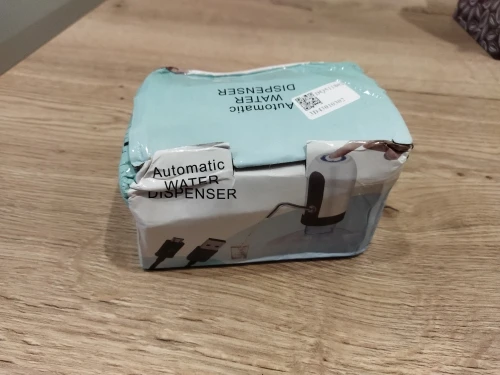 Automatic
WATER
DISPENSER
Automatic
WATER
DISPENSER